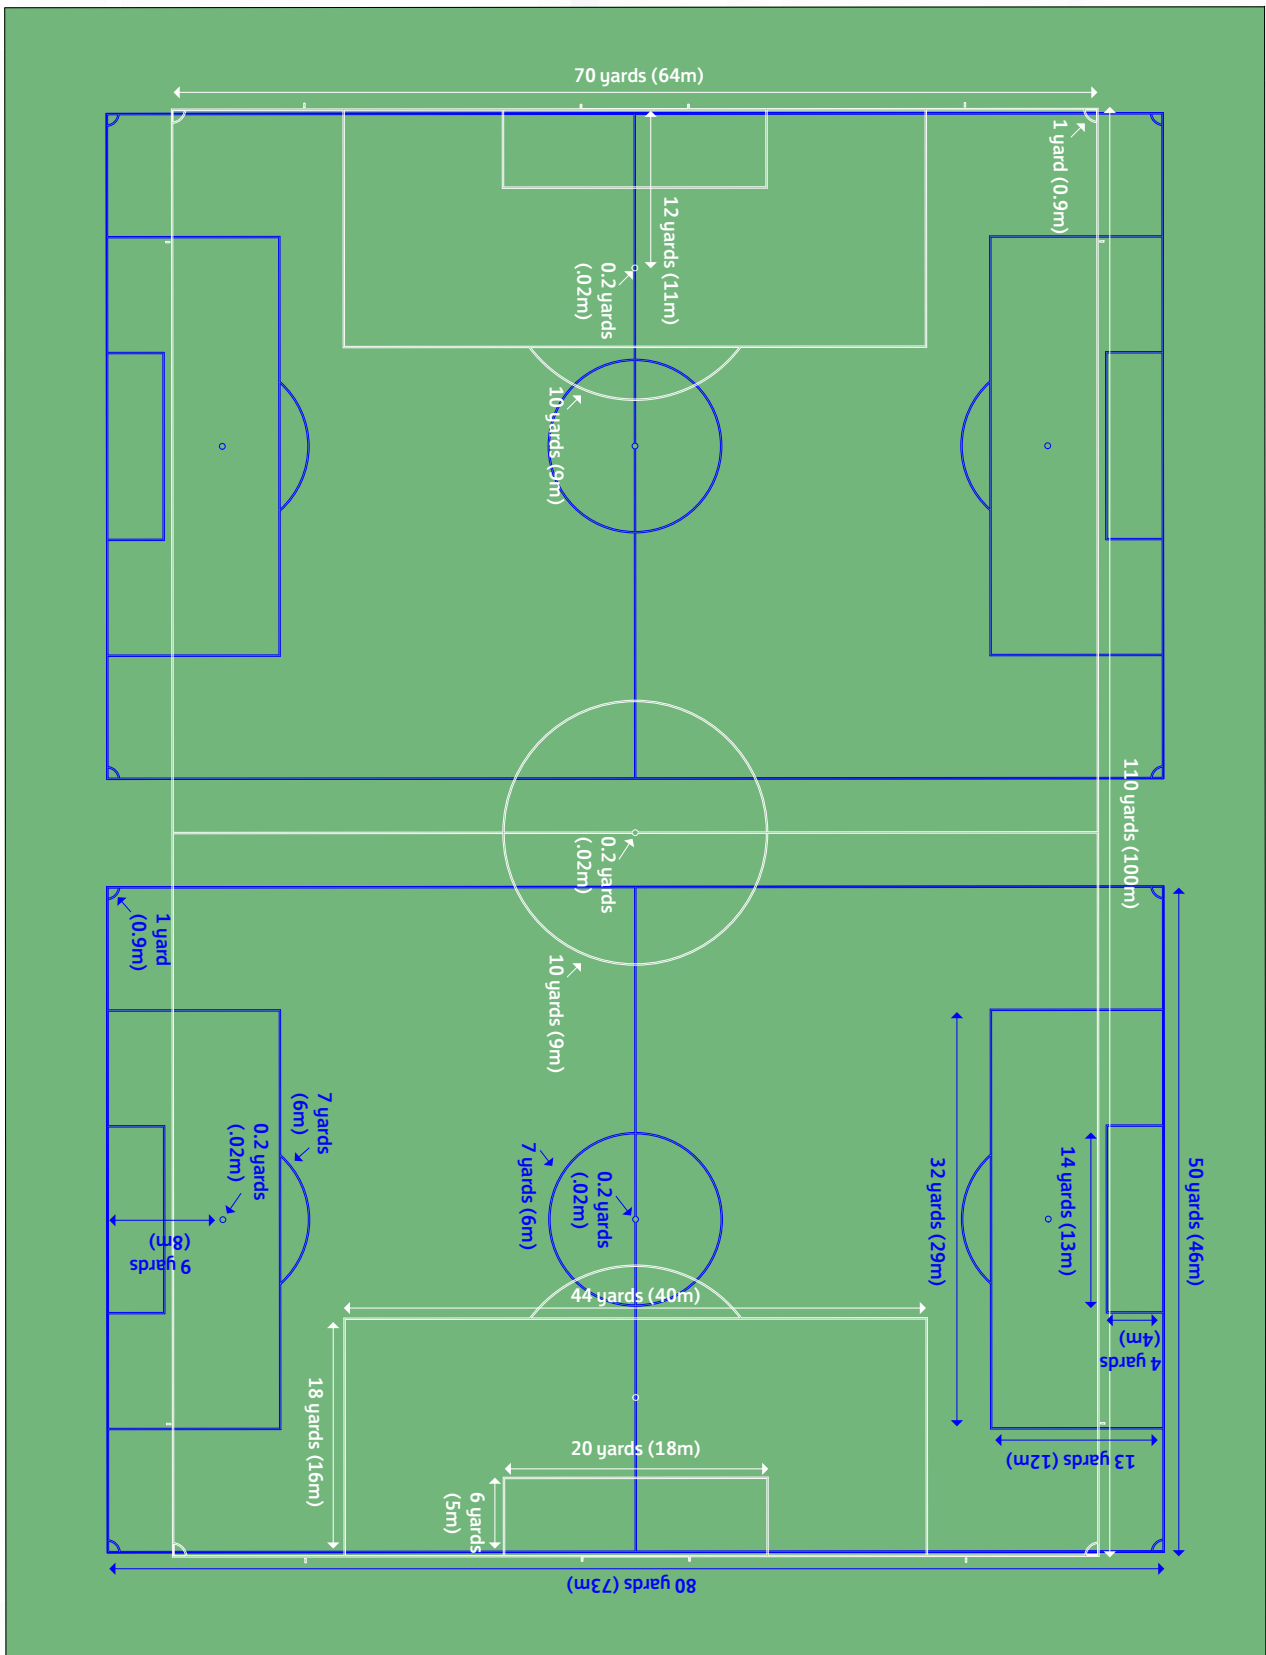 70 yards (64m)
1 yard (0.9m)
12 yards (11m)
0.2 yards
(.02m)
10 yards (9m)
110 yards (100m)
0.2 yards
(.02m)
1 yard
(0.9m)
10 yards (9m)
7 yards
(6m)
0.2 yards
(.02m)
9 yards
(8m)
7 yards (6m)
0.2 yards
(.02m)
32 yards (29m)
14 yards (13m)
50 yards (46m)
44 yards (40m)
4 yards
(4m)
18 yards (16m)
20 yards (18m)
13 yards (12m)
6 yards
(5m)
80 yards (73m)